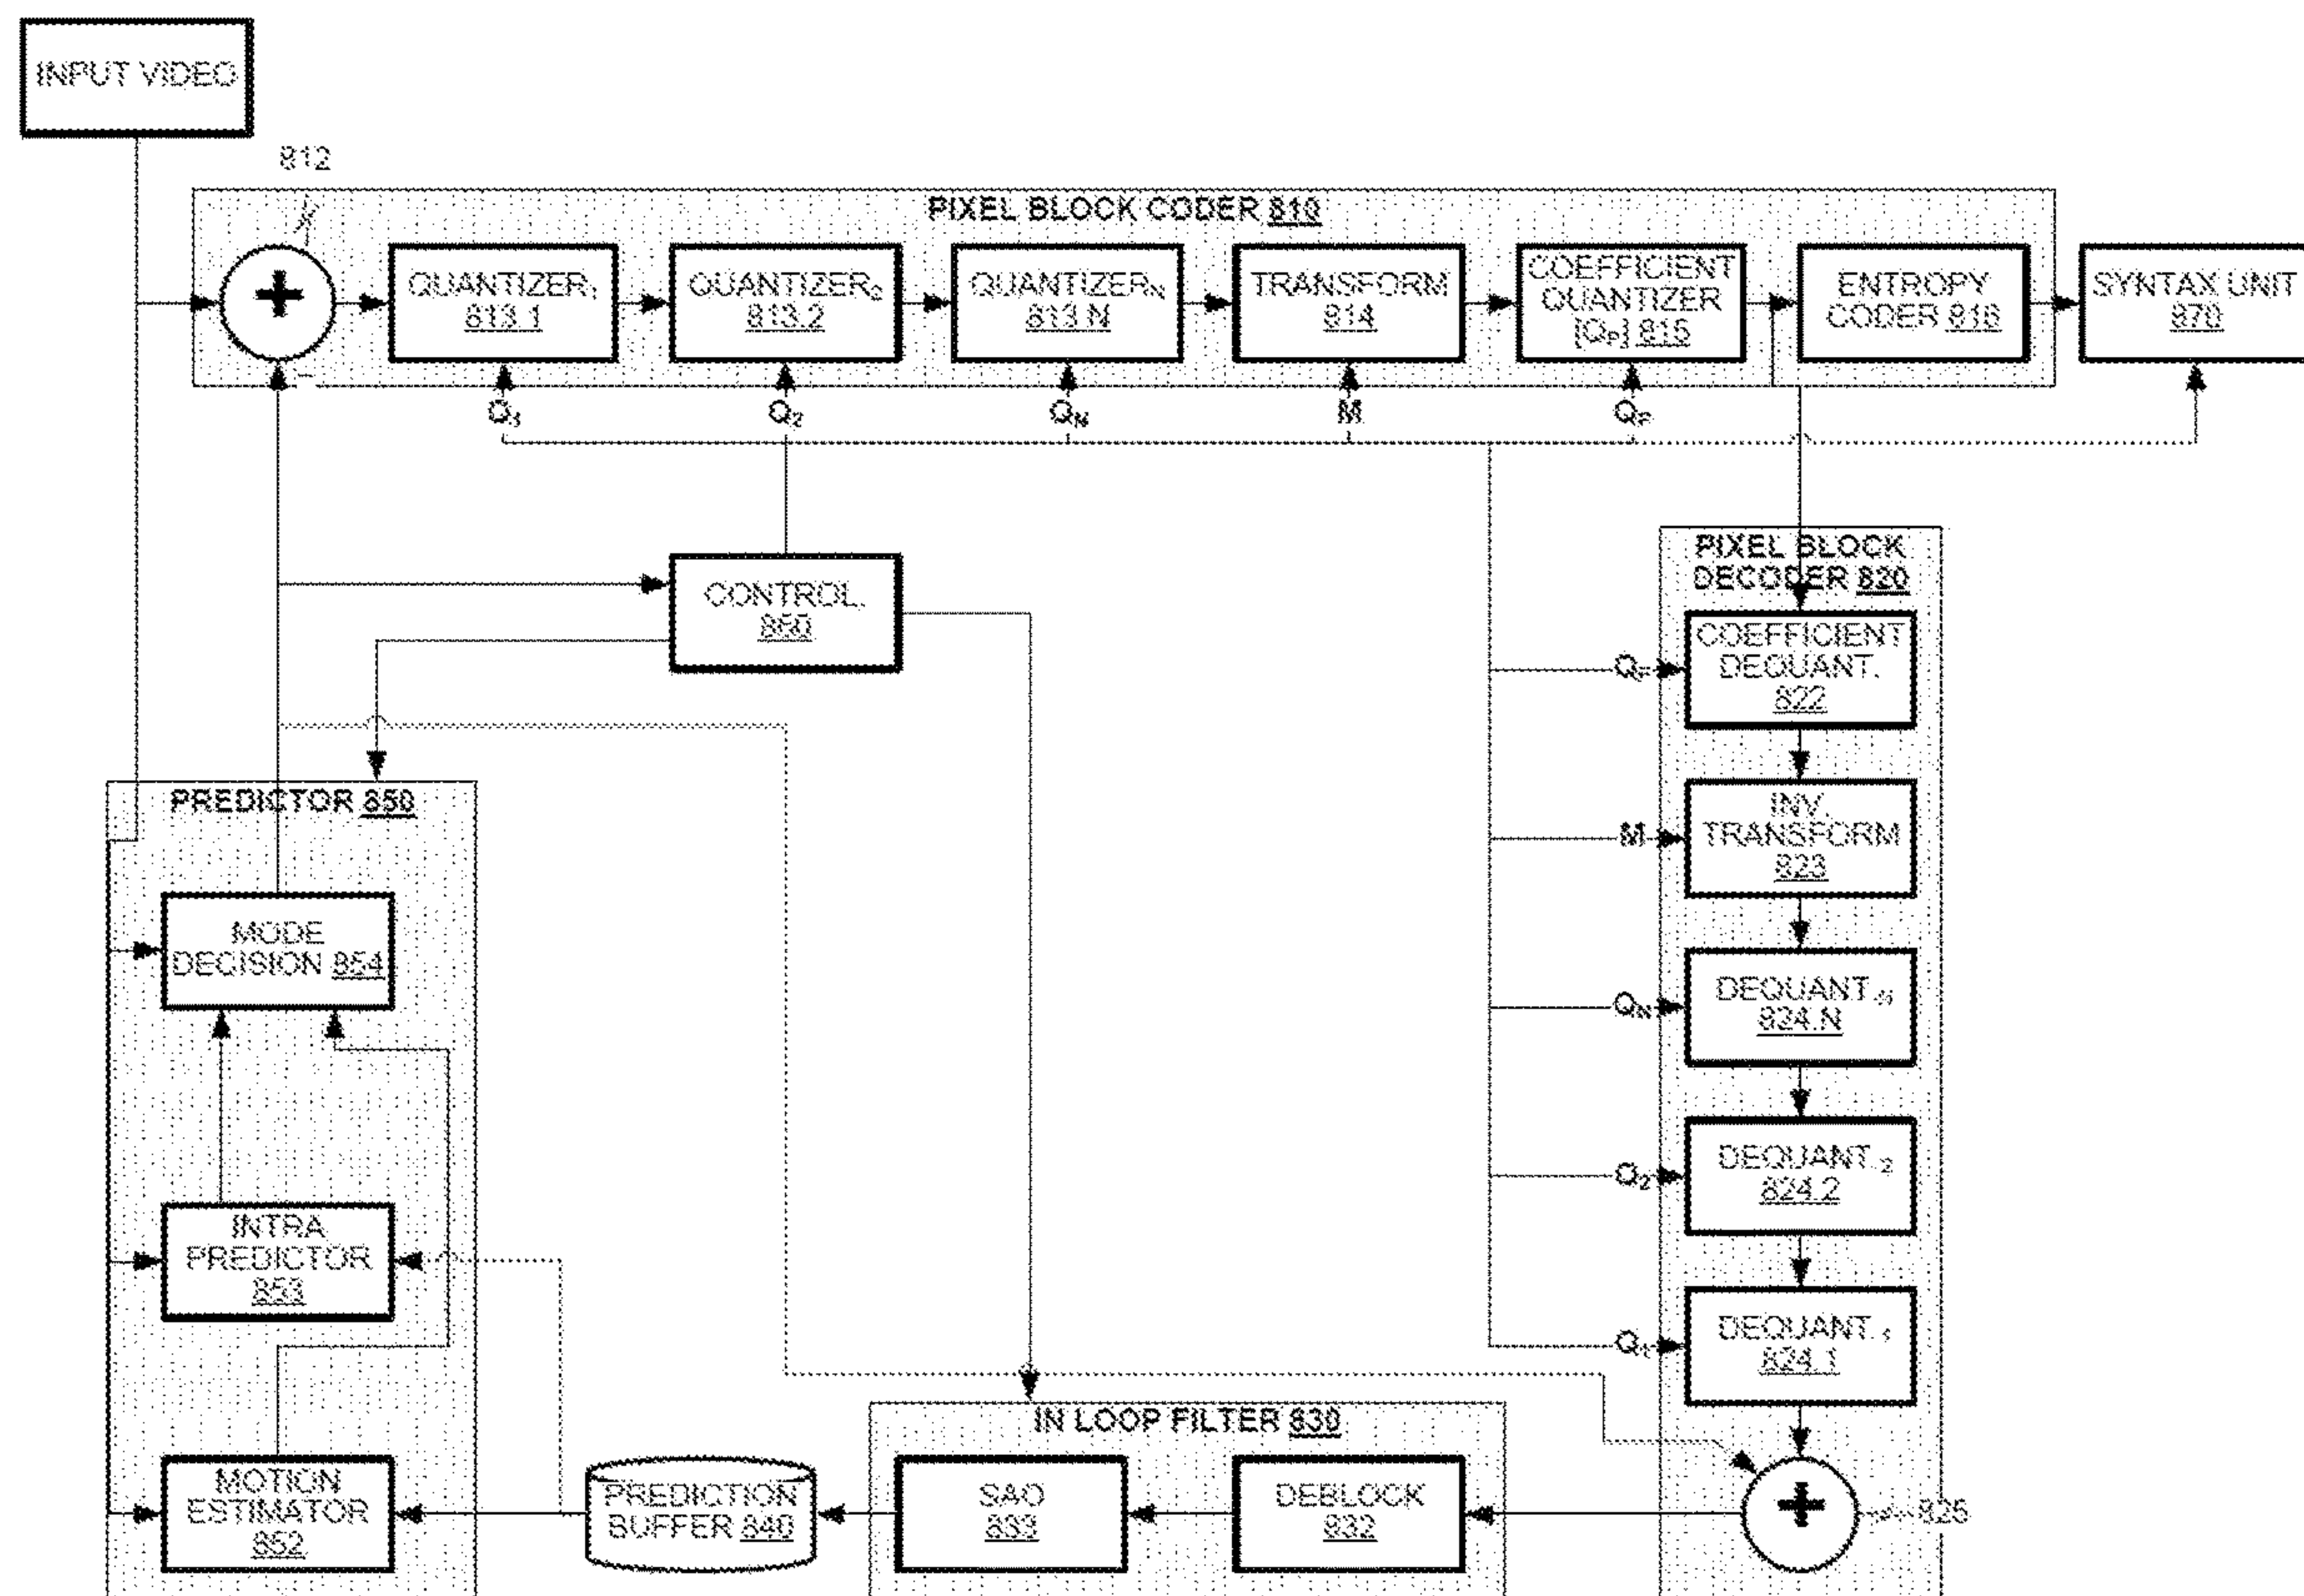 INPUT VIDEO
812
PIXEL BLOCK CODER 810
+
QUANTIZER1
813.1
QUANTIZER2
813.2
QUANTIZERN
813.N
TRANSFORM
814
COEFFICIENT
QUANTIZER
[QP] 815
ENTROPY
CODER 816
SYNTAX UNIT
870
-
Q1
Q2
QN
M
QP
CONTROL.
860
PIXEL BLOCK
DECODER 820
QP
COEFFICIENT
DEQUANT.
822
M
INV.
TRANSFORM
823
QN
DEQUANT.N
824.N
Q2
DEQUANT.2
824.2
Q1
DEQUANT.1
824.1
+
825
PREDICTOR 850
MODE
DECISION 854
INTRA
PREDICTOR
853
MOTION
ESTIMATOR
852
PREDICTION
BUFFER 840
IN LOOP FILTER 830
SAO
833
DEBLOCK
832